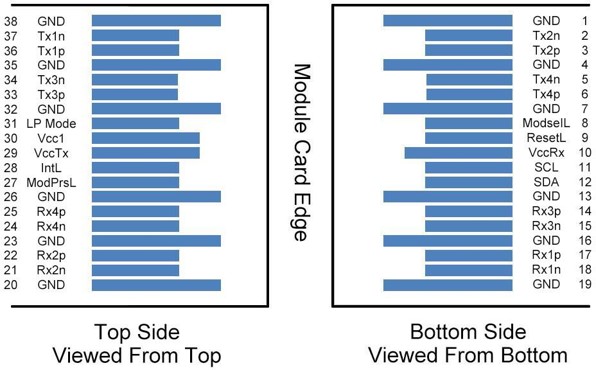 38 GND
37 Tx1n
36 Tx1p
35 GND
34 Tx3n
33 Tx3p
32 GND
31 LP Mode
30 Vcc1
29 VccTx
28 IntL
27 ModPrsL
26 GND
25 Rx4p
24 Rx4n
23 GND
22 Rx2p
21 Rx2n
20 GND
Module Card Edge
GND 1
Tx2n 2
Tx2p 3
GND 4
Tx4n 5
Tx4p 6
GND 7
ModselL 8
ResetL 9
VccRx 10
SCL 11
SDA 12
GND 13
Rx3p 14
Rx3n 15
GND 16
Rx1p 17
Rx1n 18
GND 19
Top Side
Viewed From Top
Bottom Side
Viewed From Bottom